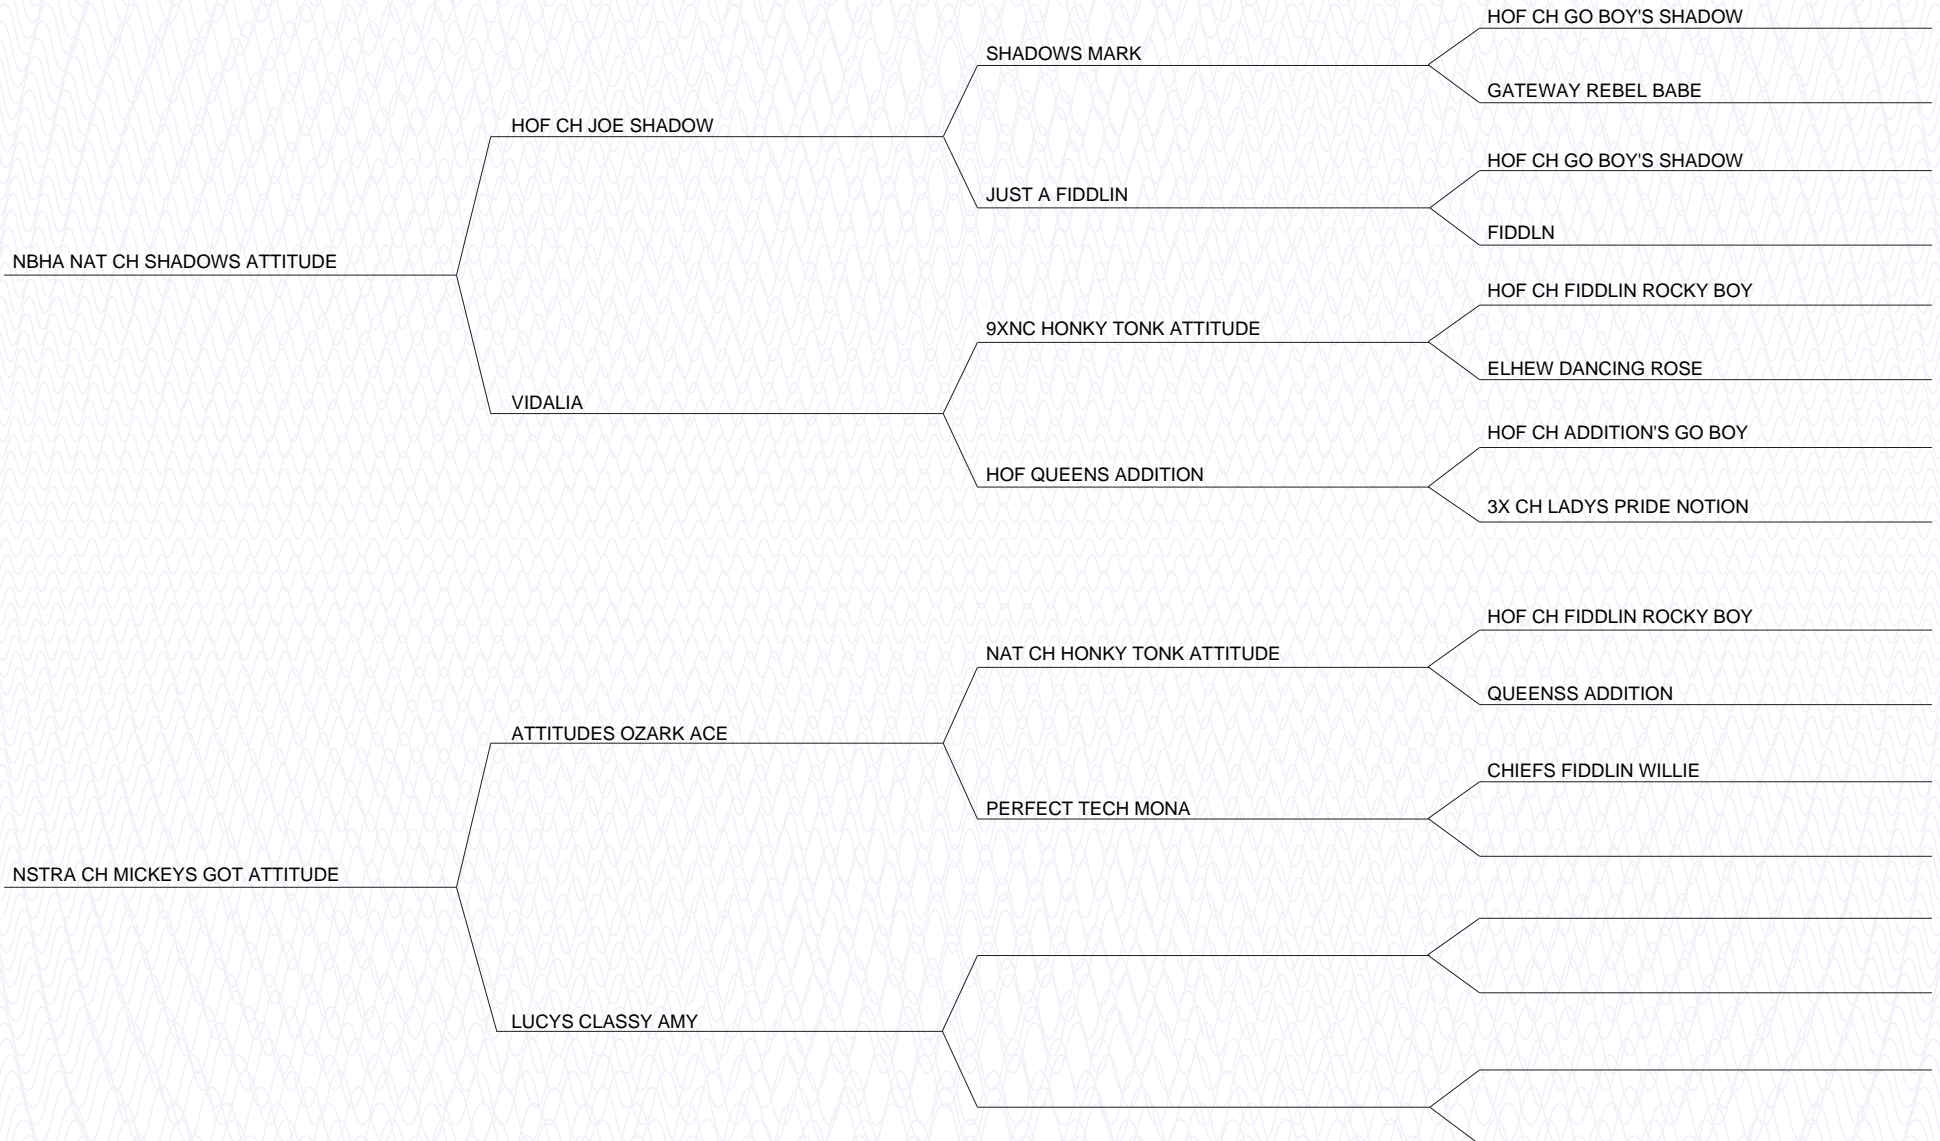 HOF CH GO BOY'S SHADOW
SHADOWS MARK
GATEWAY REBEL BABE
HOF CH JOE SHADOW
HOF CH GO BOY'S SHADOW
JUST A FIDDLIN
FIDDLN
NBHA NAT CH SHADOWS ATTITUDE
HOF CH FIDDLIN ROCKY BOY
9XNC HONKY TONK ATTITUDE
ELHEW DANCING ROSE
VIDALIA
HOF CH ADDITION'S GO BOY
HOF QUEENS ADDITION
3X CH LADYS PRIDE NOTION
HOF CH FIDDLIN ROCKY BOY
NAT CH HONKY TONK ATTITUDE
QUEENSS ADDITION
ATTITUDES OZARK ACE
CHIEFS FIDDLIN WILLIE
PERFECT TECH MONA
NSTRA CH MICKEYS GOT ATTITUDE
LUCYS CLASSY AMY